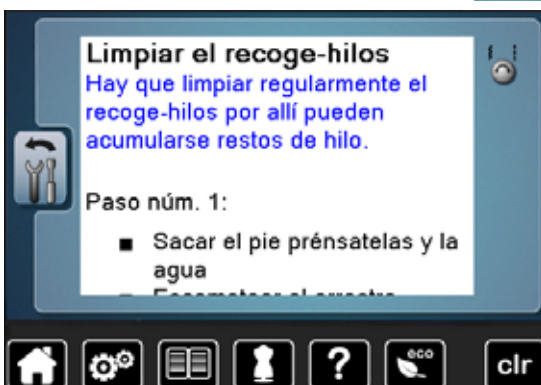 Limpiar el recoge-hilos
Hay que limpiar regularmente el
recoge-hilos por allí pueden
acumularse restos de hilo.
Paso núm. 1:
■ Sacar el pie prénsatelas y la
agua
?
eco
clr